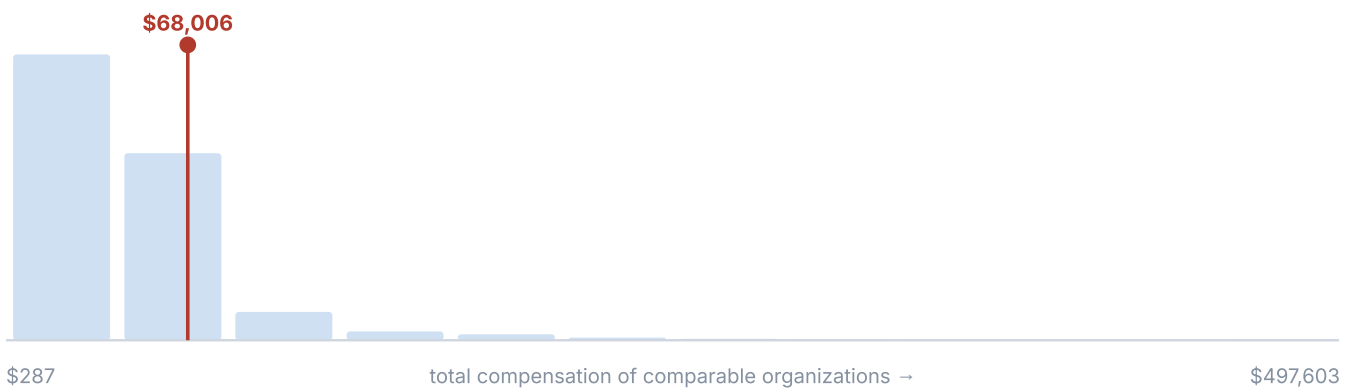 $68,006
$287 total compensation of comparable organizations → $497,603